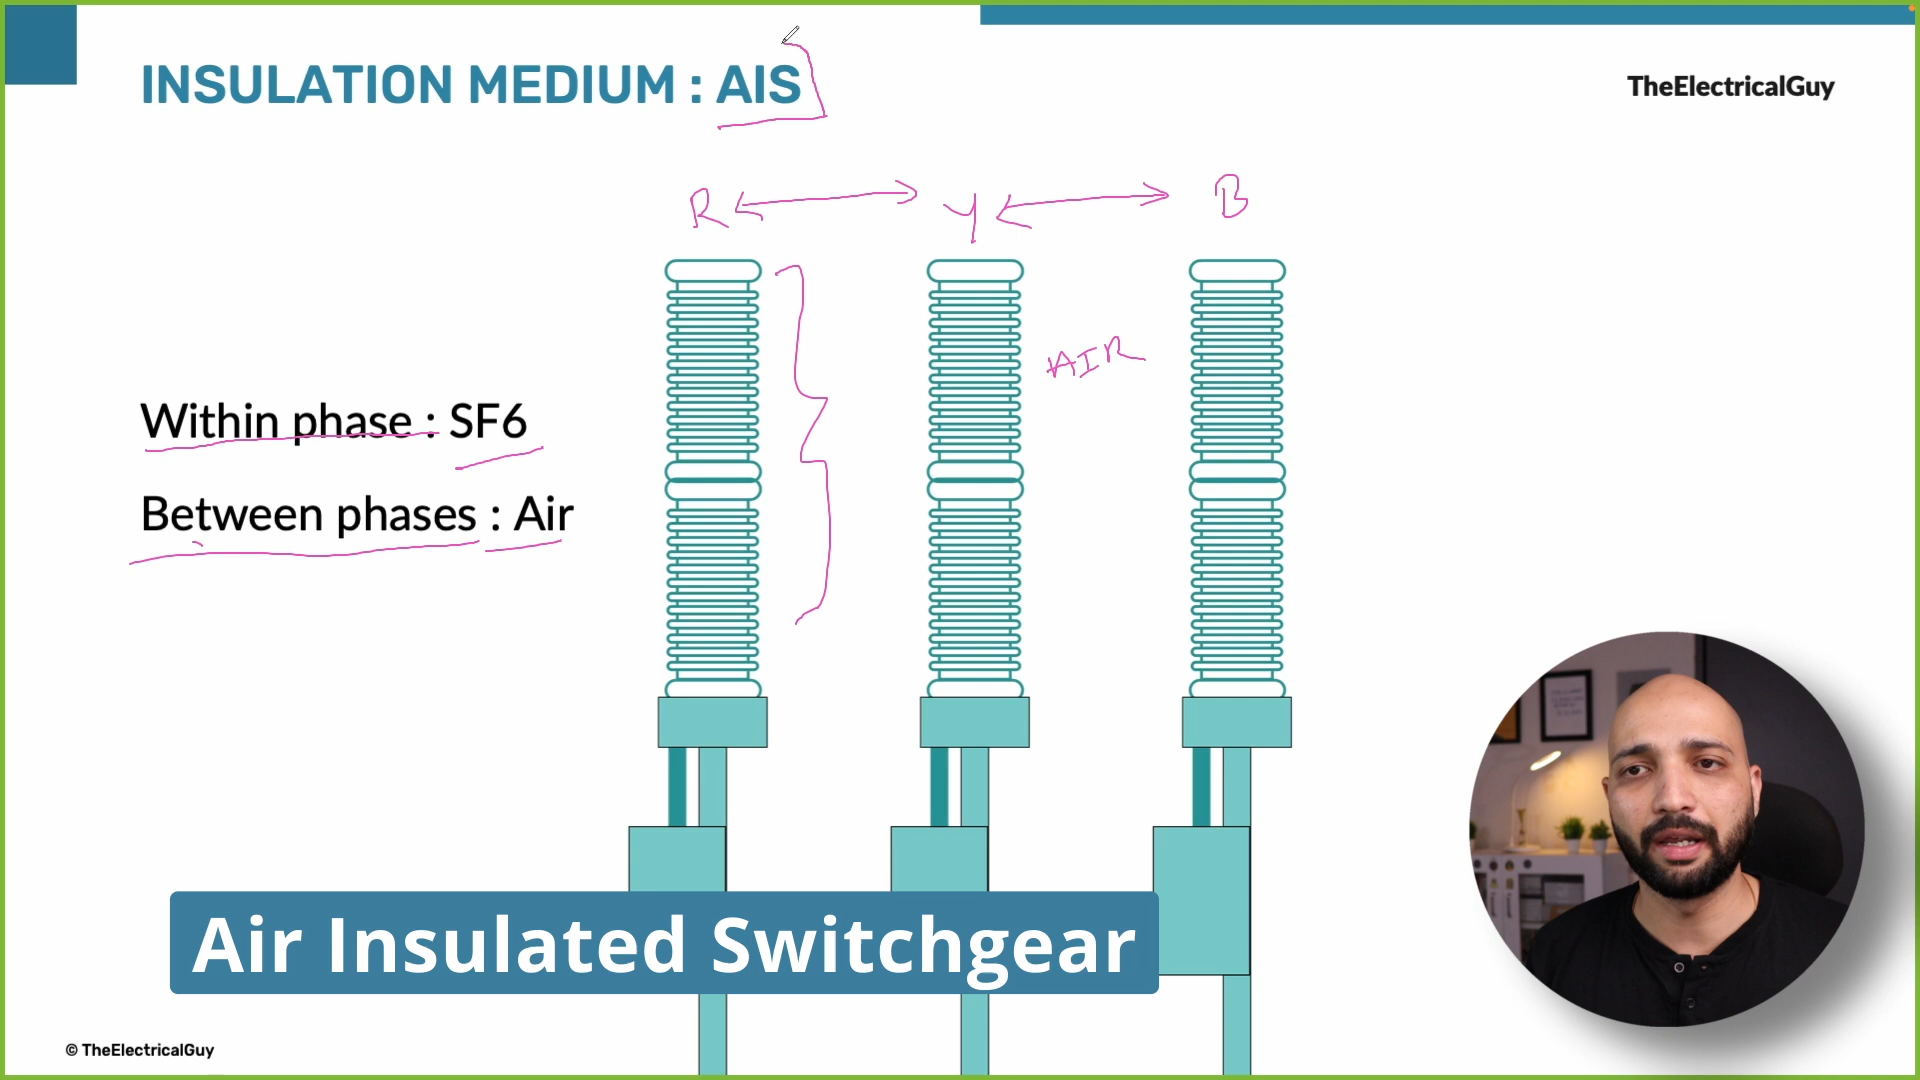 INSULATION MEDIUM : AIS
TheElectricalGuy
R Y B
AIR
Within phase : SF6
Between phases : Air
Air Insulated Switchgear
© TheElectricalGuy